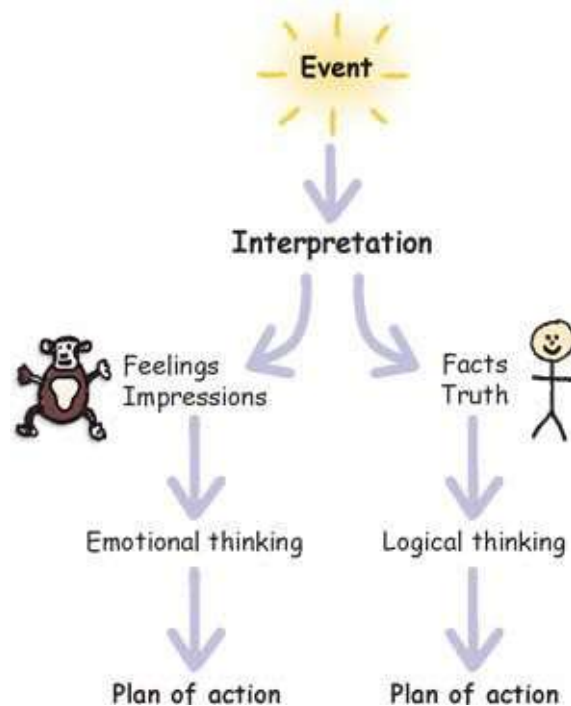 Event
Interpretation
Feelings
Impressions
Facts
Truth
Emotional thinking
Logical thinking
Plan of action
Plan of action